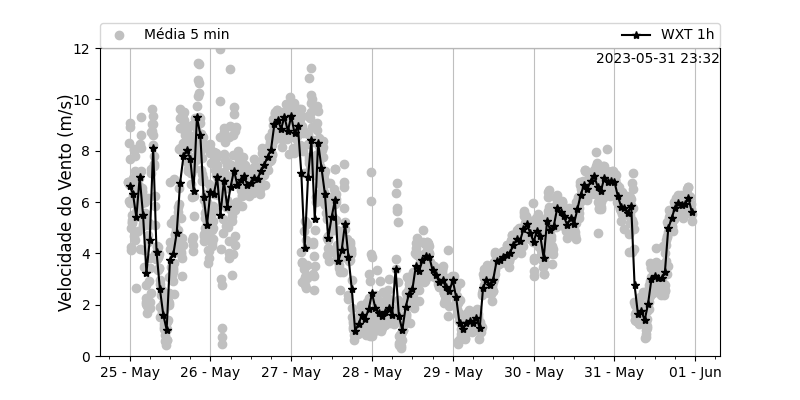 Média 5 min
WXT 1h
2023-05-31 23:32
Velocidade do Vento (m/s)
12
10
8
6
4
2
0
25 - May
26 - May
27 - May
28 - May
29 - May
30 - May
31 - May
01 - Jun